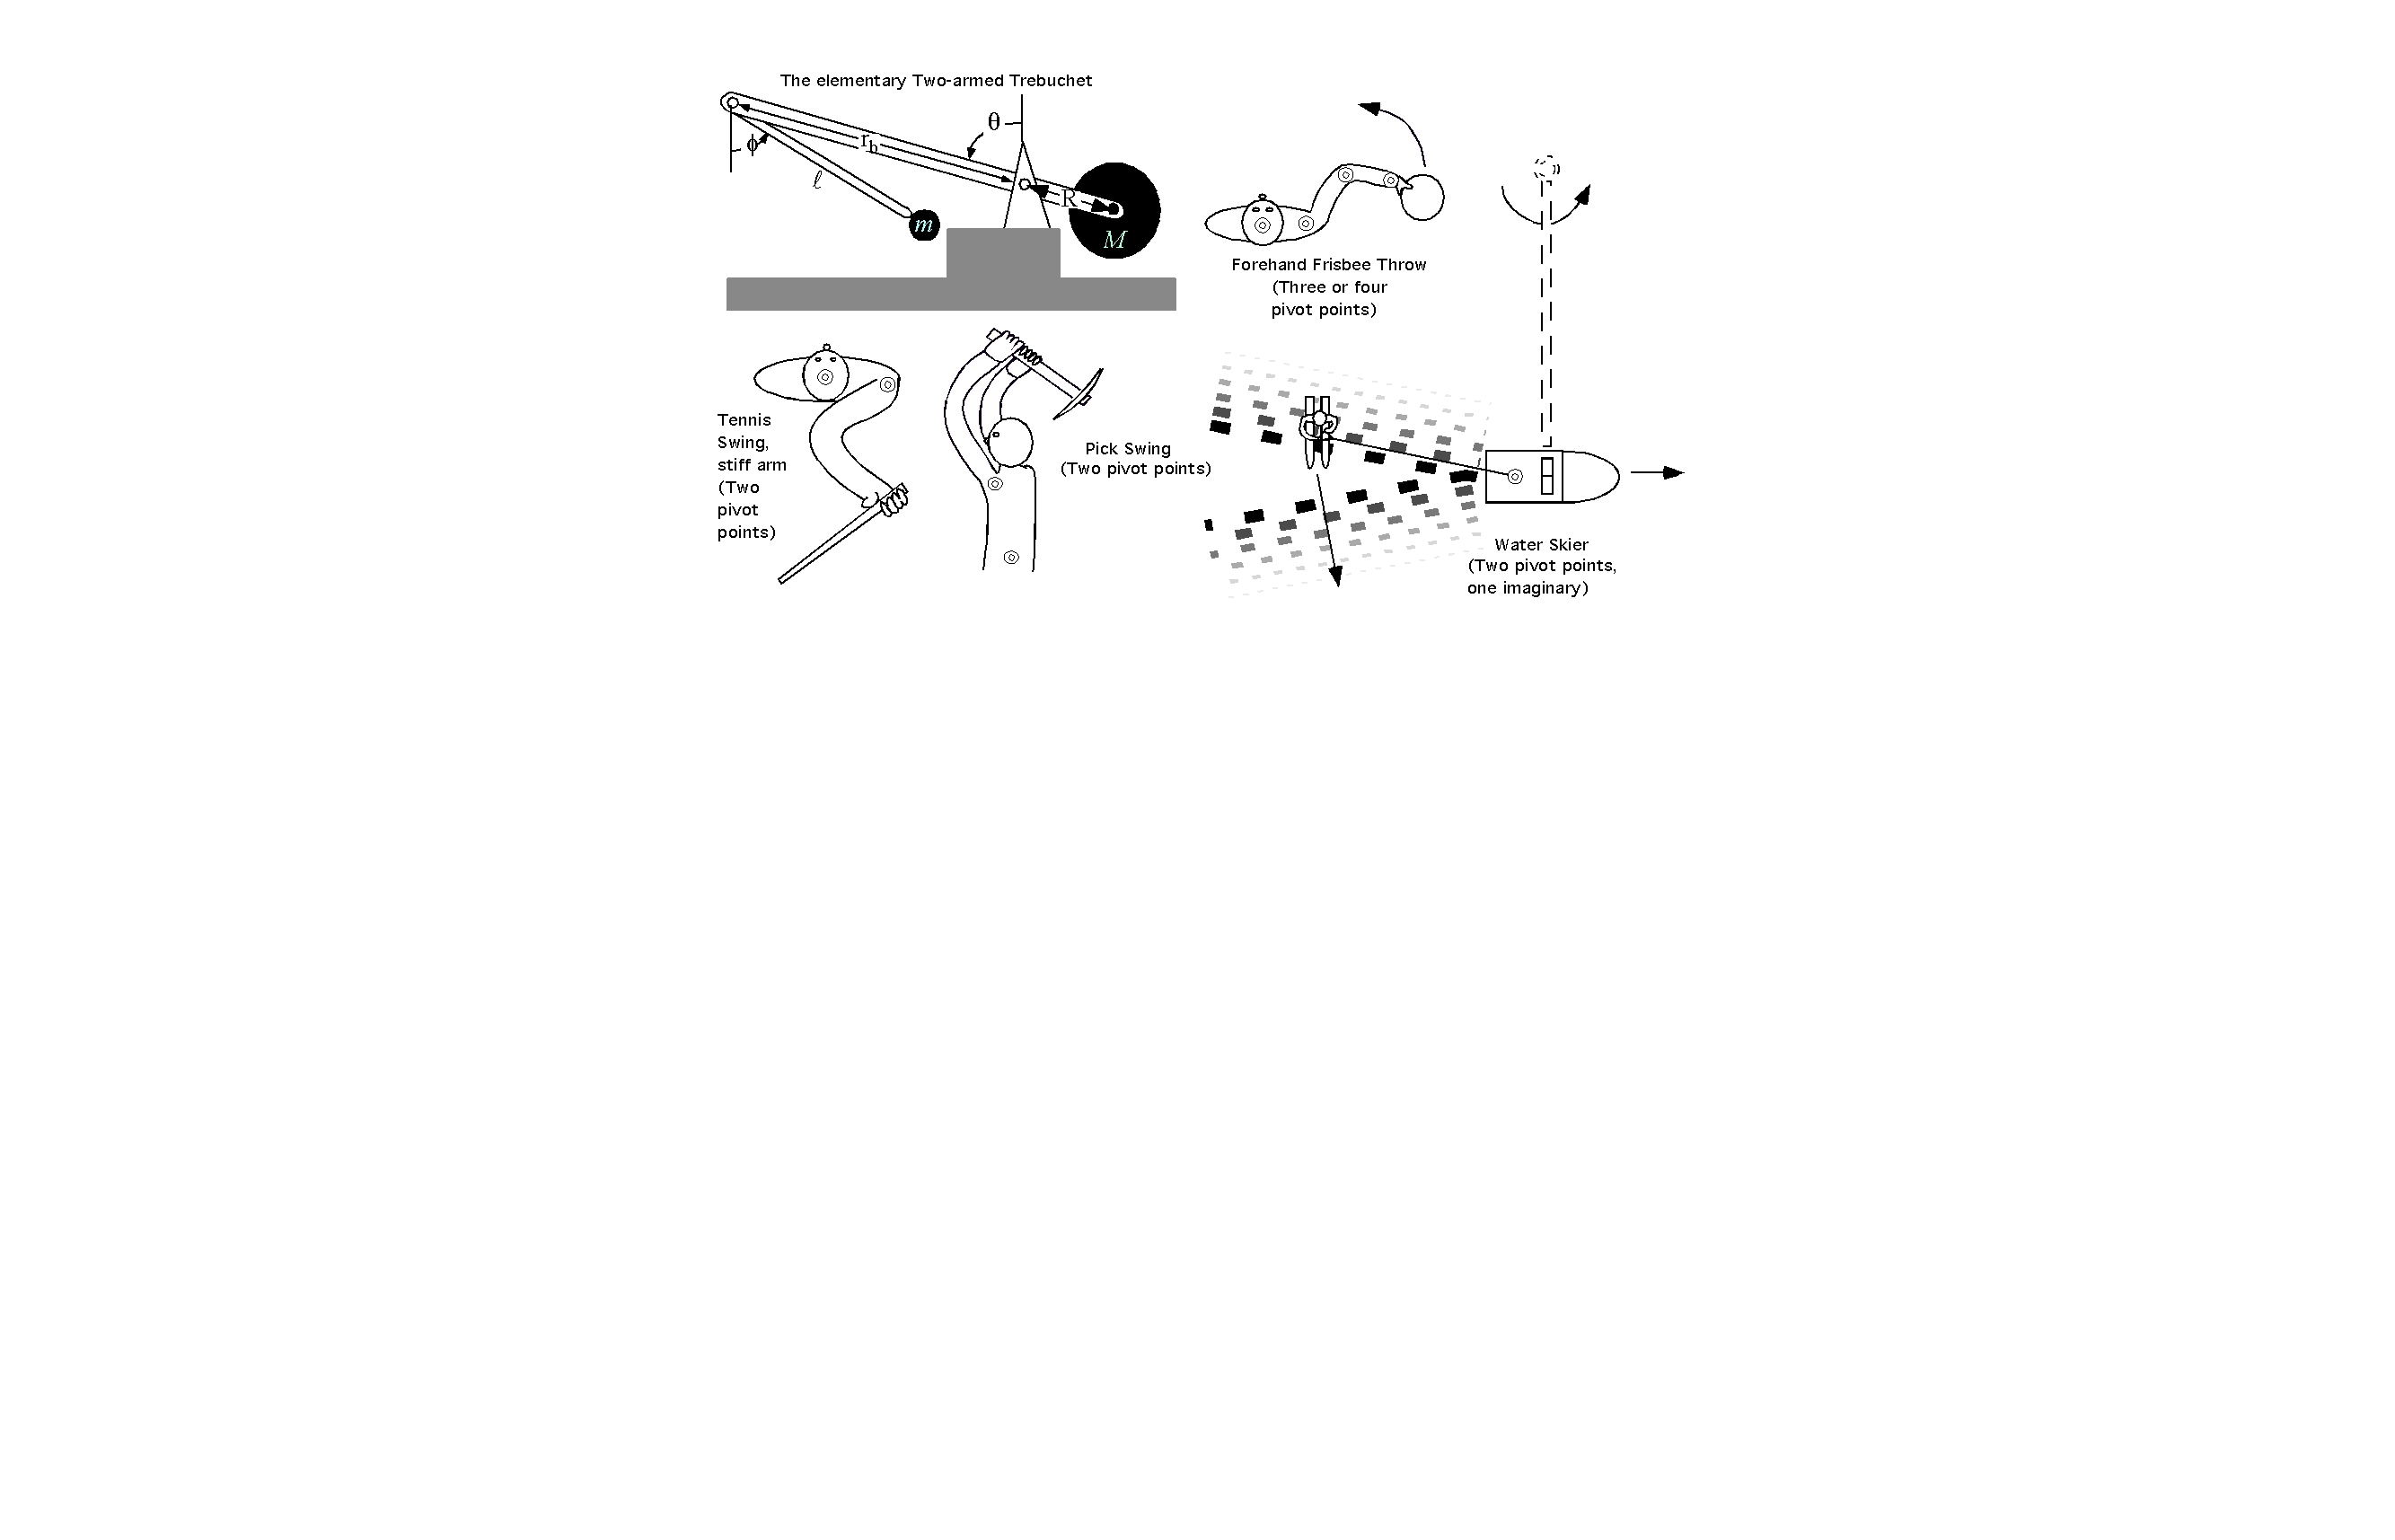 The elementary Two-armed Trebuchet
θ
ϕ
r_b
ℓ
R
m
M
Forehand Frisbee Throw
(Three or four
pivot points)
Tennis
Swing,
stiff arm
(Two
pivot
points)
Pick Swing
(Two pivot points)
Water Skier
(Two pivot points,
one imaginary)